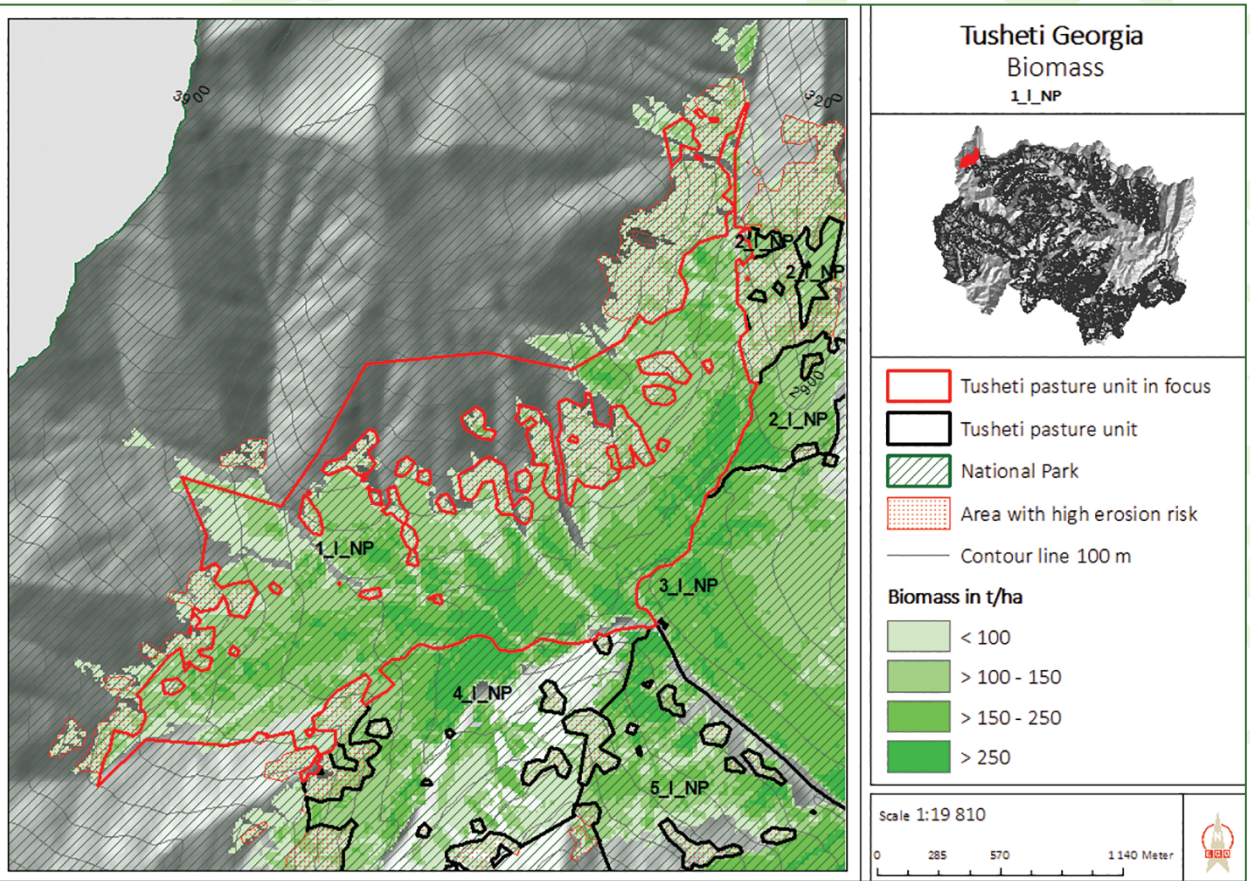 3900
320
2_I_NP
2_I_NP
2900
2_I_NP
1_I_NP
3_I_NP
4_I_NP
5_I_NP
Tusheti Georgia
Biomass
1_I_NP
Tusheti pasture unit in focus
Tusheti pasture unit
National Park
Area with high erosion risk
Contour line 100 m
Biomass in t/ha
< 100
> 100 - 150
> 150 - 250
> 250
Scale 1:19 810
0 285 570 1 140 Meter